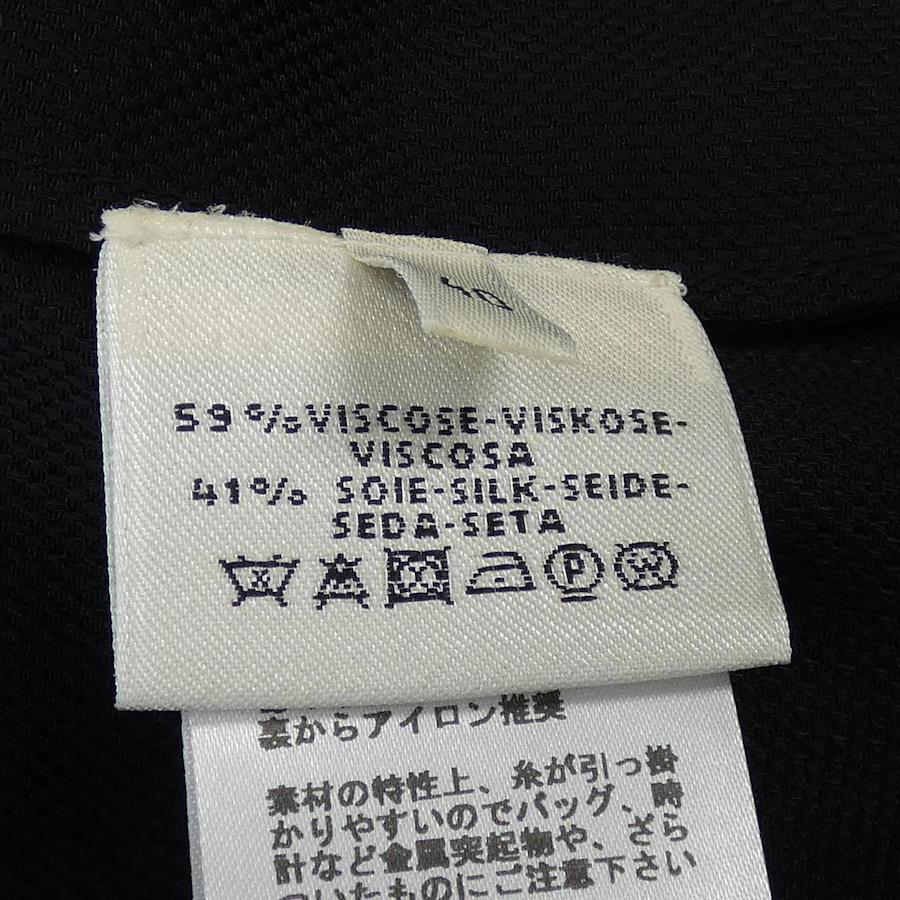 40
59%VISCOSE-VISKOSE-
VISCOSA
41% SOIE-SILK-SEIDE-
SEDA-SETA
P W
裏からアイロン推奨
素材の特性上、糸が引っ掛
かりやすいのでバッグ、時
計など金属突起物や、ざら
ついたものにご注意下さい